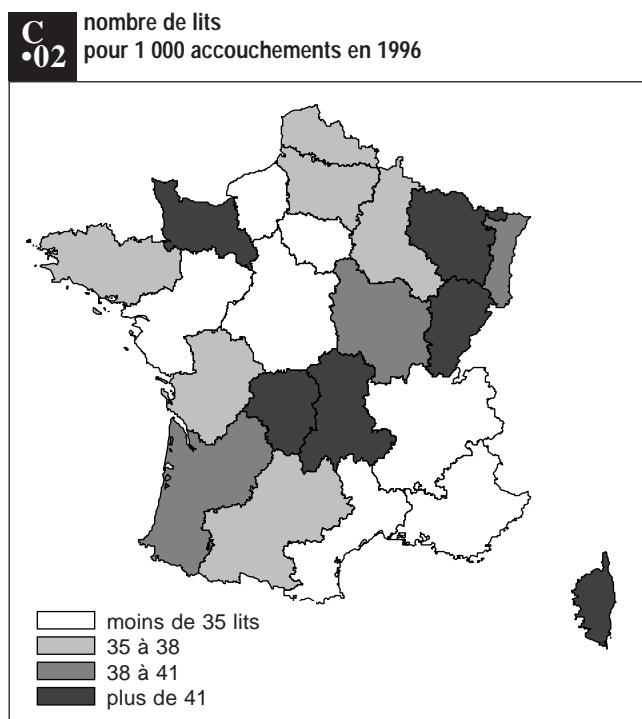 C
•02
nombre de lits
pour 1 000 accouchements en 1996
moins de 35 lits
35 à 38
38 à 41
plus de 41